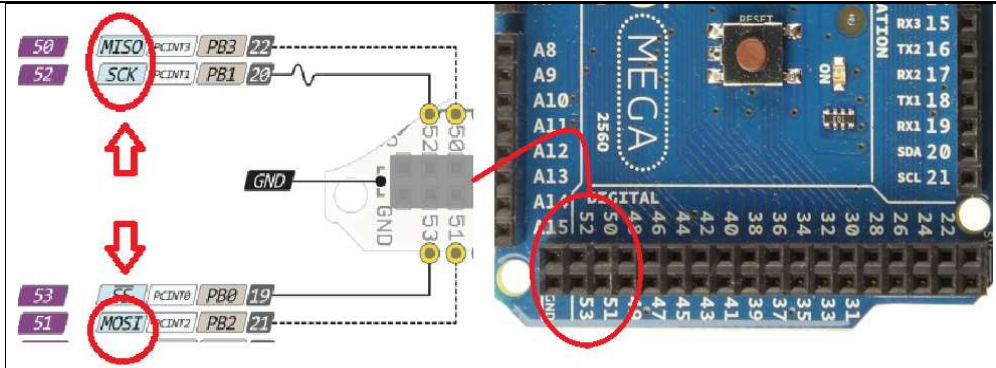 50 MISO PCINT3 PB3 22
52 SCK PCINT1 PB1 20
52 50
GND
GND
53 51
53 SS PCINT0 PB0 19
51 MOSI PCINT2 PB2 21
RESET
MEGA
2560
ON
A8
A9
A10
A11
A12
A13
A14
A15
RX3 15
TX2 16
RX2 17
TX1 18
RX1 19
SDA 20
SCL 21
DIGITAL
52 50 48 46 44 42 40 38 36 34 32 30 28 26 24 22
GND 53 51 49 47 45 43 41 39 37 35 33 31